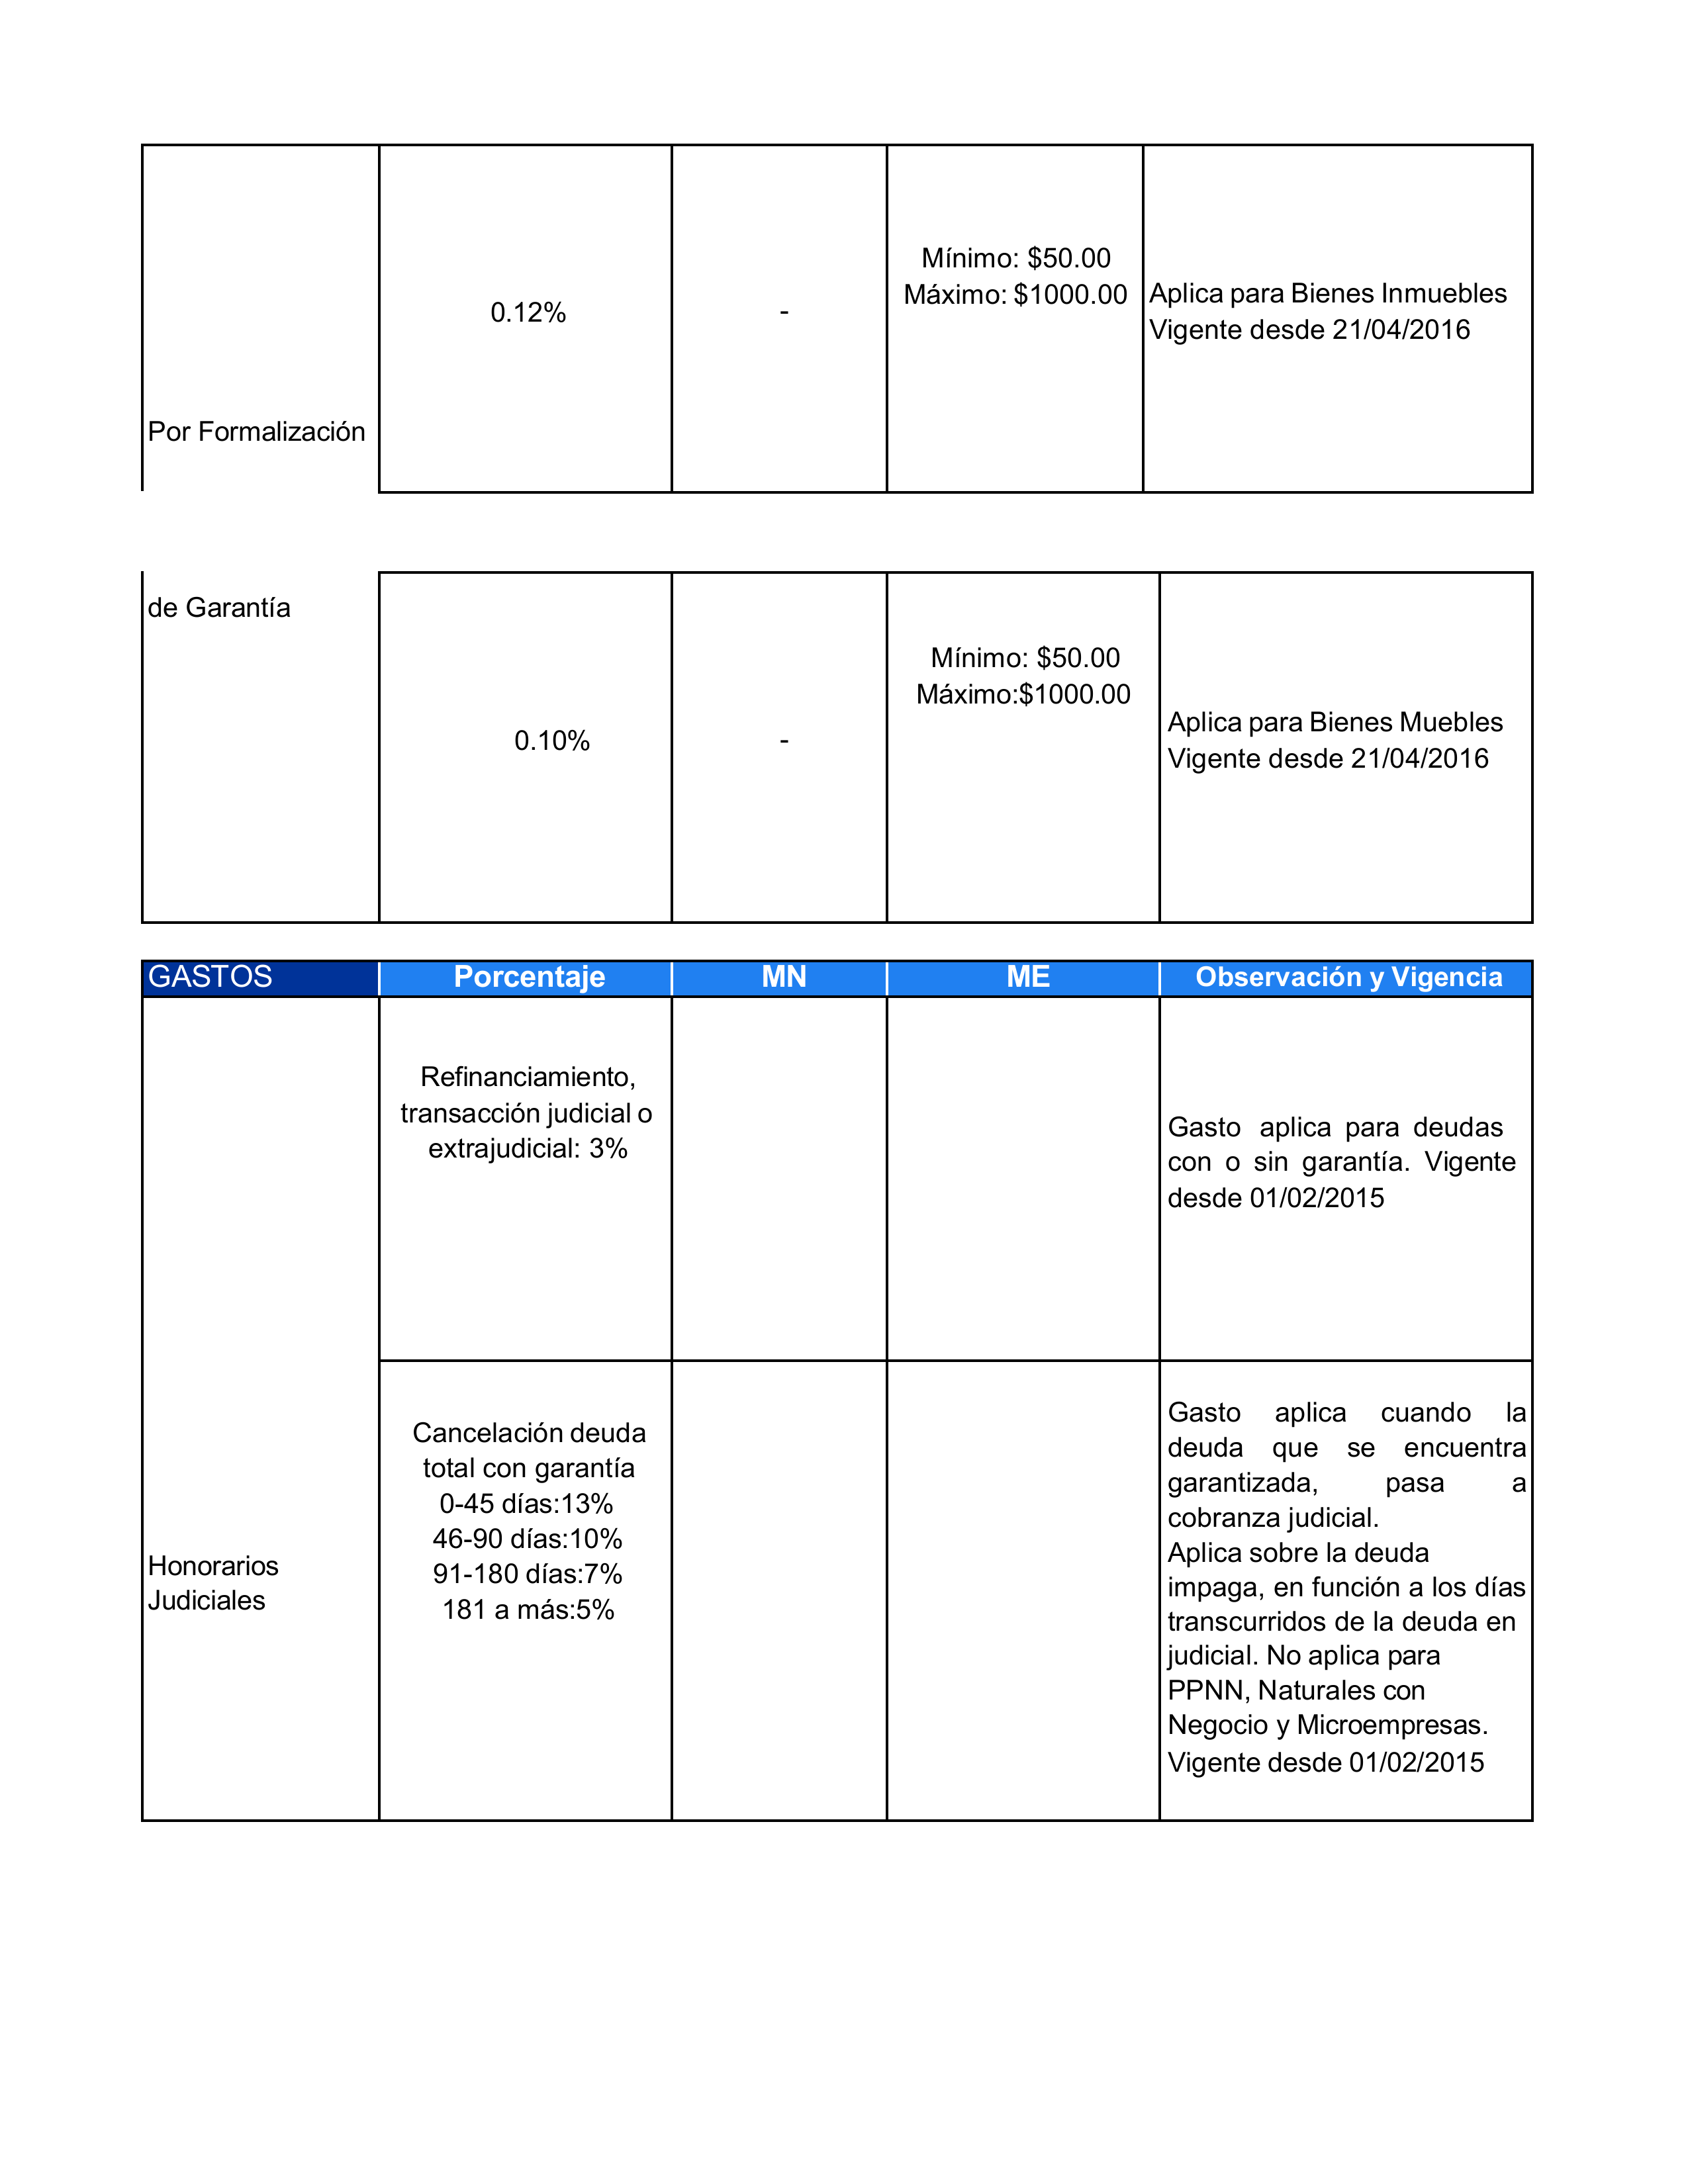 Por Formalización
0.12%
-
Mínimo: $50.00
Máximo: $1000.00
Aplica para Bienes Inmuebles
Vigente desde 21/04/2016
de Garantía
0.10%
-
Mínimo: $50.00
Máximo:$1000.00
Aplica para Bienes Muebles
Vigente desde 21/04/2016
GASTOS
Porcentaje
MN
ME
Observación y Vigencia
Honorarios
Judiciales
Refinanciamiento,
transacción judicial o
extrajudicial: 3%
Gasto aplica para deudas
con o sin garantía. Vigente
desde 01/02/2015
Cancelación deuda
total con garantía
0-45 días:13%
46-90 días:10%
91-180 días:7%
181 a más:5%
Gasto aplica cuando la
deuda que se encuentra
garantizada, pasa a
cobranza judicial.
Aplica sobre la deuda
impaga, en función a los días
transcurridos de la deuda en
judicial. No aplica para
PPNN, Naturales con
Negocio y Microempresas.
Vigente desde 01/02/2015